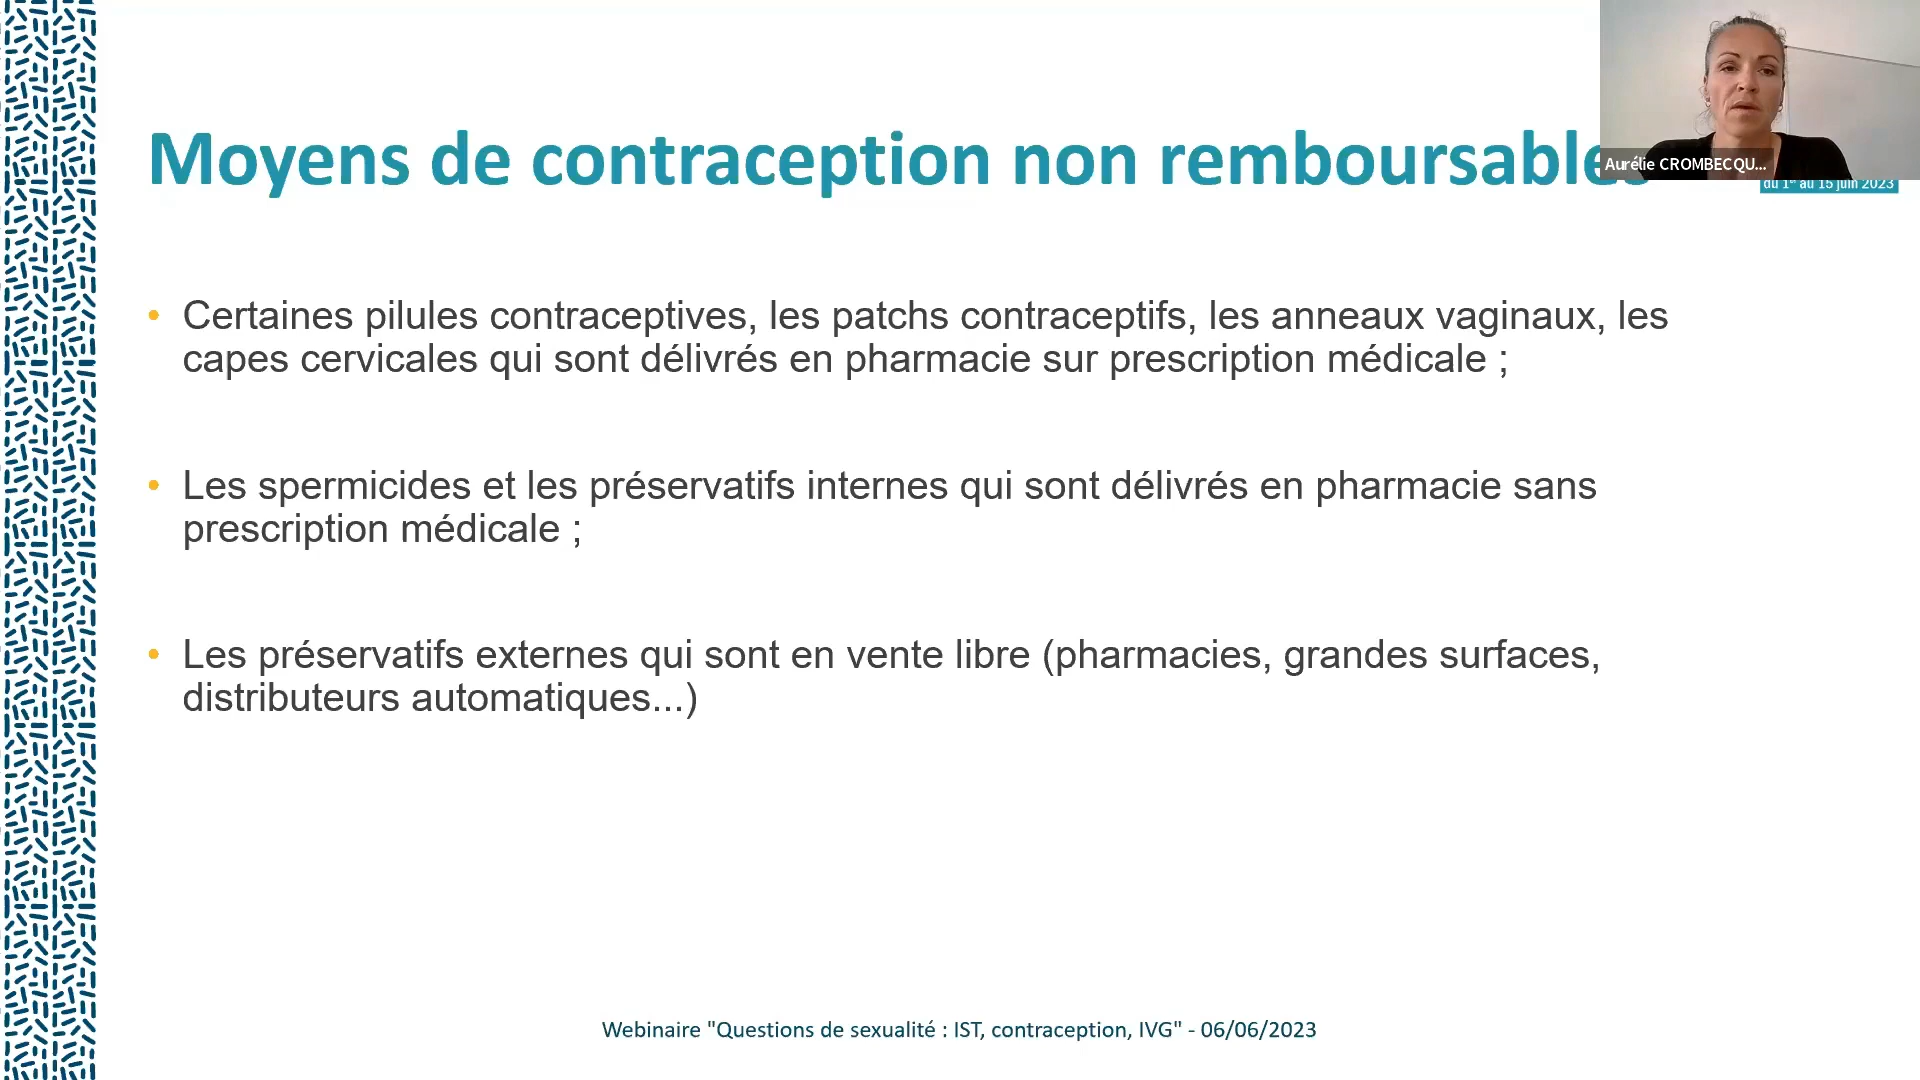 Moyens de contraception non remboursables
Aurélie CROMBECQU...
du 1er au 15 juin 2023
• Certaines pilules contraceptives, les patchs contraceptifs, les anneaux vaginaux, les
capes cervicales qui sont délivrés en pharmacie sur prescription médicale ;
• Les spermicides et les préservatifs internes qui sont délivrés en pharmacie sans
prescription médicale ;
• Les préservatifs externes qui sont en vente libre (pharmacies, grandes surfaces,
distributeurs automatiques...)
Webinaire "Questions de sexualité : IST, contraception, IVG" - 06/06/2023